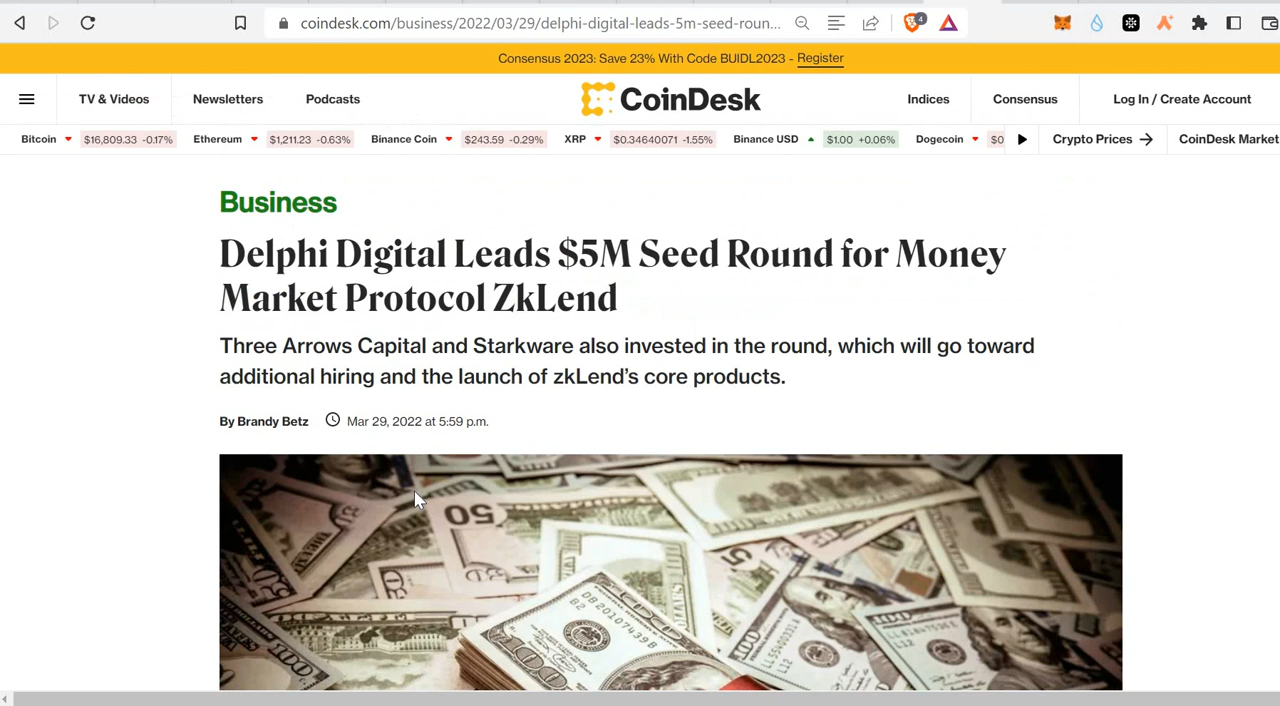 coindesk.com/business/2022/03/29/delphi-digital-leads-5m-seed-roun...
4
Consensus 2023: Save 23% With Code BUIDL2023 - Register
TV & Videos Newsletters Podcasts CoinDesk Indices Consensus Log In / Create Account
Bitcoin $16,809.33 -0.17% Ethereum $1,211.23 -0.63% Binance Coin $243.59 -0.29% XRP $0.34640071 -1.55% Binance USD $1.00 +0.06% Dogecoin $0 Crypto Prices CoinDesk Market
Business
Delphi Digital Leads $5M Seed Round for Money
Market Protocol ZkLend
Three Arrows Capital and Starkware also invested in the round, which will go toward
additional hiring and the launch of zkLend's core products.
By Brandy Betz Mar 29, 2022 at 5:59 p.m.
50
100